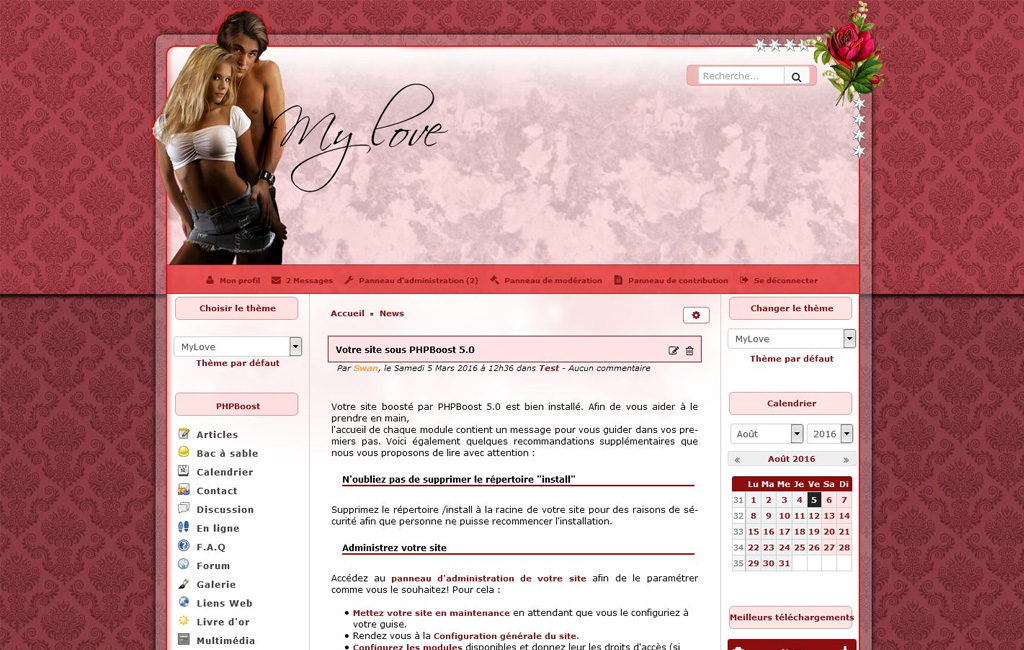 My love
Recherche...
Mon profil 2 Messages Panneau d'administration (2) Panneau de modération Panneau de contribution Se déconnecter
Choisir le thème
MyLove
Thème par défaut
PHPBoost
Articles
Bac à sable
Calendrier
Contact
Discussion
En ligne
F.A.Q
Forum
Galerie
Liens Web
Livre d'or
Multimédia
Accueil • News
Votre site sous PHPBoost 5.0
Par Swan, le Samedi 5 Mars 2016 à 12h36 dans Test - Aucun commentaire
Votre site boosté par PHPBoost 5.0 est bien installé. Afin de vous aider à le
prendre en main,
l'accueil de chaque module contient un message pour vous guider dans vos pre-
miers pas. Voici également quelques recommandations supplémentaires que
nous vous proposons de lire avec attention :
N'oubliez pas de supprimer le répertoire "install"
Supprimez le répertoire /install à la racine de votre site pour des raisons de sé-
curité afin que personne ne puisse recommencer l'installation.
Administrez votre site
Accédez au panneau d'administration de votre site afin de le paramétrer
comme vous le souhaitez! Pour cela :
• Mettez votre site en maintenance en attendant que vous le configuriez à
votre guise.
• Rendez vous à la Configuration générale du site.
• Configurez les modules disponibles et donnez leur les droits d'accès (si
Changer le thème
MyLove
Thème par défaut
Calendrier
Août 2016
« Août 2016 »
Lu Ma Me Je Ve Sa Di
31 1 2 3 4 5 6 7
32 8 9 10 11 12 13 14
33 15 16 17 18 19 20 21
34 22 23 24 25 26 27 28
35 29 30 31
Meilleurs téléchargements